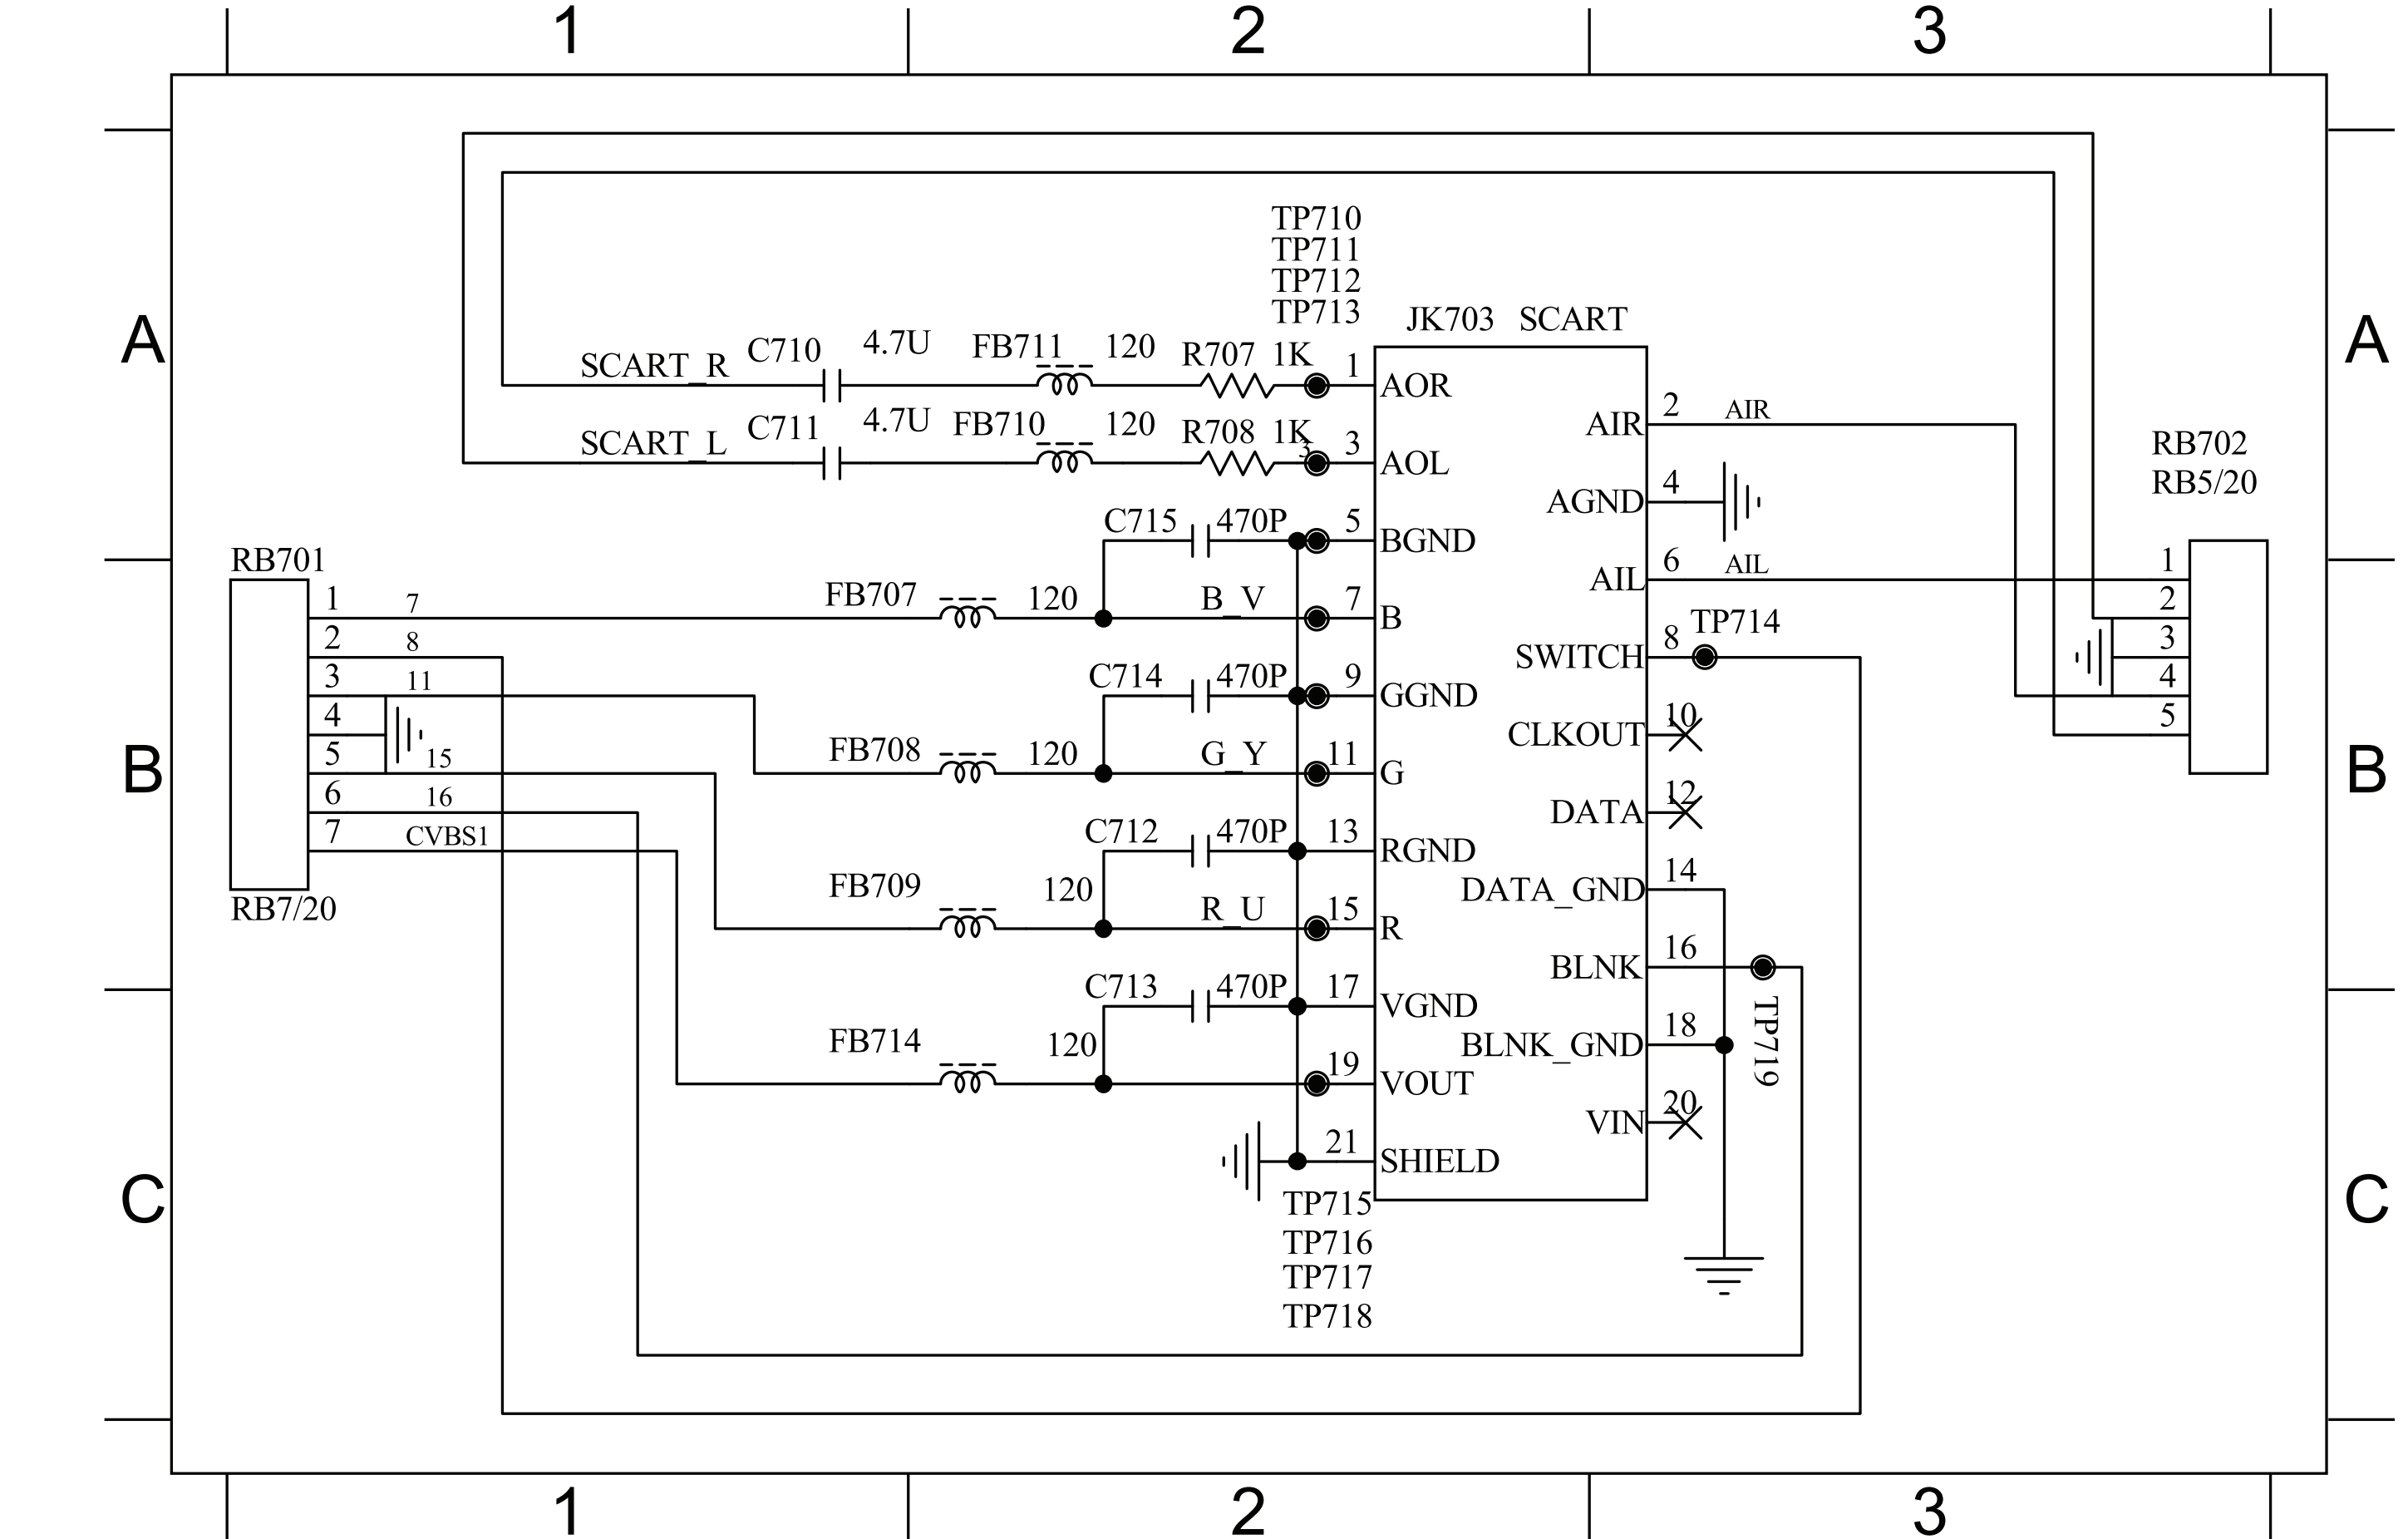 1 2 3
TP710
TP711
TP712
TP713
JK703 SCART
A A
SCART_R C710 4.7U FB711 120 R707 1K 1 AOR
SCART_L C711 4.7U FB710 120 R708 1K 3 3 AOL
AIR 2 AIR
RB702
RB5/20
AGND 4
C715 470P 5 BGND
RB701
AIL 6 AIL 1
1 7 FB707 120 B_V 7 B
2
2 8
SWITCH 8 TP714 3
3 11 C714 470P 9 GGND
4
4
CLKOUT 10 5
B B
5 15 FB708 120 G_Y 11 G
6 16
DATA 12
7 CVBS1 C712 470P 13 RGND
RB7/20
DATA_GND 14
FB709 120 R_U 15 R
BLNK 16
C713 470P 17 VGND
TP719
BLNK_GND 18
FB714 120 19 VOUT
VIN 20
21 SHIELD
C C
TP715
TP716
TP717
TP718
1 2 3